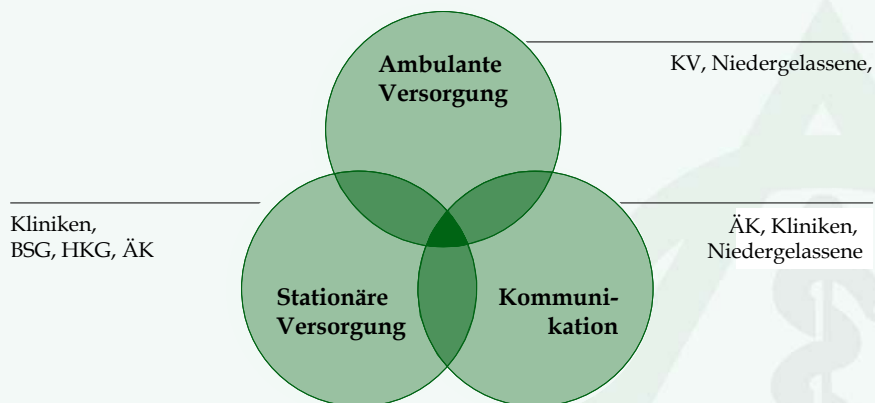 Ambulante
Versorgung
KV, Niedergelassene,
Kliniken,
BSG, HKG, ÄK
ÄK, Kliniken,
Niedergelassene
Stationäre
Versorgung
Kommuni-
kation